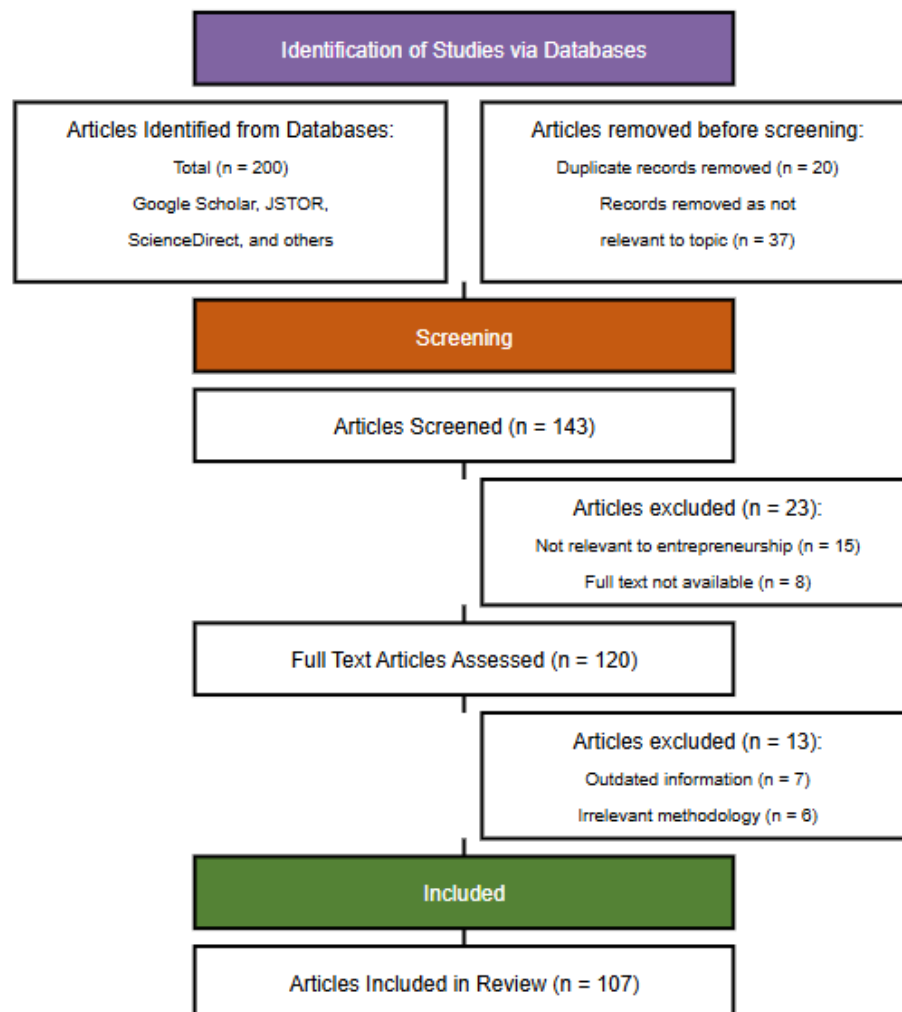 Identification of Studies via Databases
Articles Identified from Databases:
Total (n = 200)
Google Scholar, JSTOR,
ScienceDirect, and others
Articles removed before screening:
Duplicate records removed (n = 20)
Records removed as not
relevant to topic (n = 37)
Screening
Articles Screened (n = 143)
Articles excluded (n = 23):
Not relevant to entrepreneurship (n = 15)
Full text not available (n = 8)
Full Text Articles Assessed (n = 120)
Articles excluded (n = 13):
Outdated information (n = 7)
Irrelevant methodology (n = 6)
Included
Articles Included in Review (n = 107)